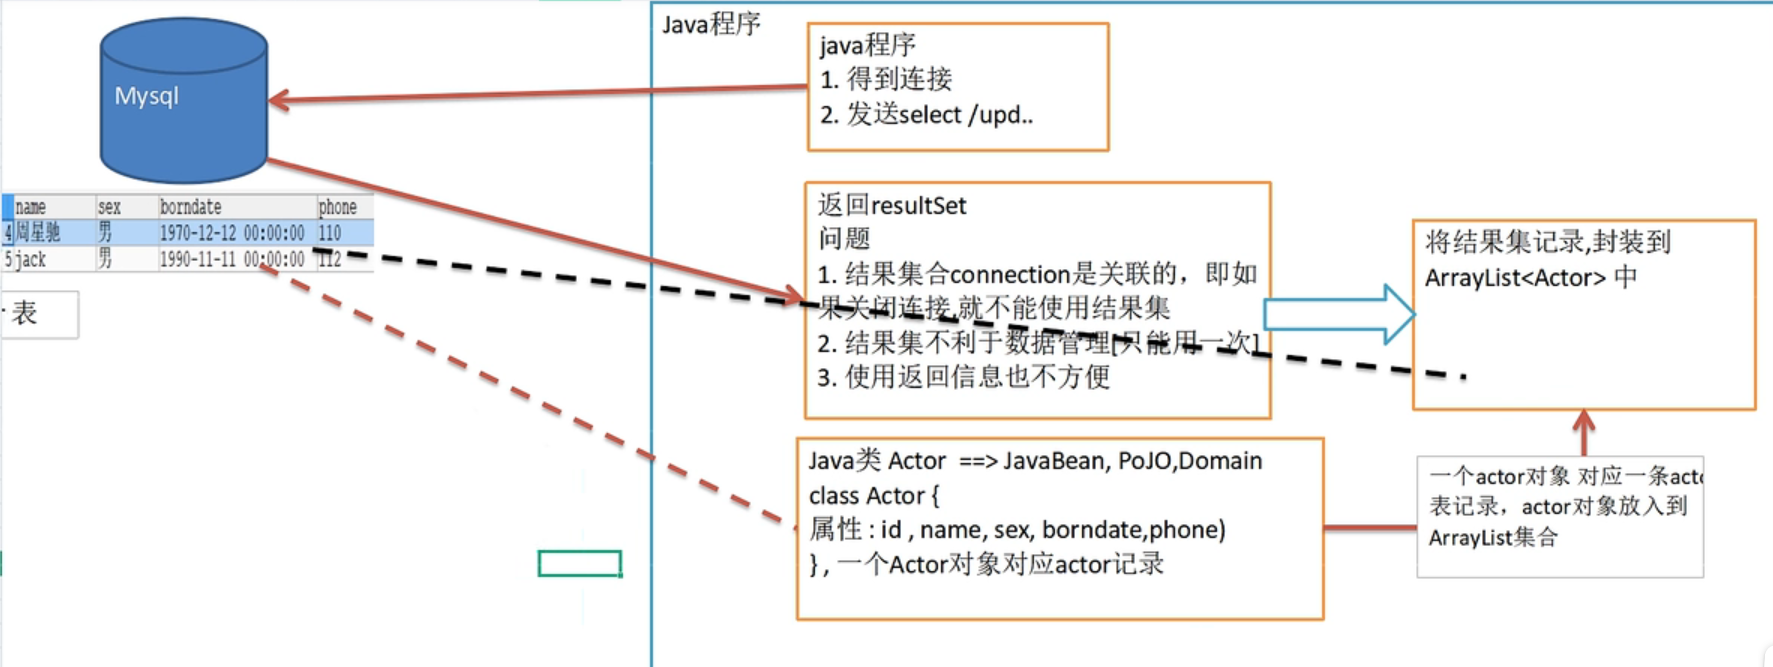 Mysql
name sex borndate phone
4 周星驰 男 1970-12-12 00:00:00 110
5 jack 男 1990-11-11 00:00:00 112
表
Java程序
java程序
1. 得到连接
2. 发送select /upd..
返回resultSet
问题
1. 结果集合connection是关联的，即如
果关闭连接,就不能使用结果集
2. 结果集不利于数据管理[只能用一次]
3. 使用返回信息也不方便
将结果集记录,封装到
ArrayList<Actor> 中
Java类 Actor ==> JavaBean, PoJO,Domain
class Actor {
属性 : id , name, sex, borndate,phone)
} , 一个Actor对象对应actor记录
一个actor对象 对应一条acto
表记录，actor对象放入到
ArrayList集合